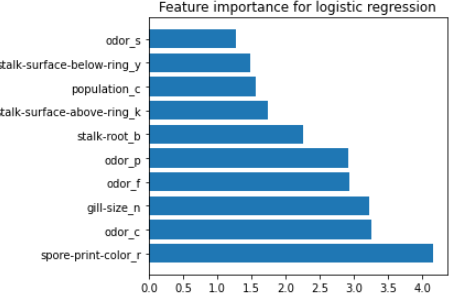 Feature importance for logistic regression
odor_s
stalk-surface-below-ring_y
population_c
stalk-surface-above-ring_k
stalk-root_b
odor_p
odor_f
gill-size_n
odor_c
spore-print-color_r
0.0 0.5 1.0 1.5 2.0 2.5 3.0 3.5 4.0